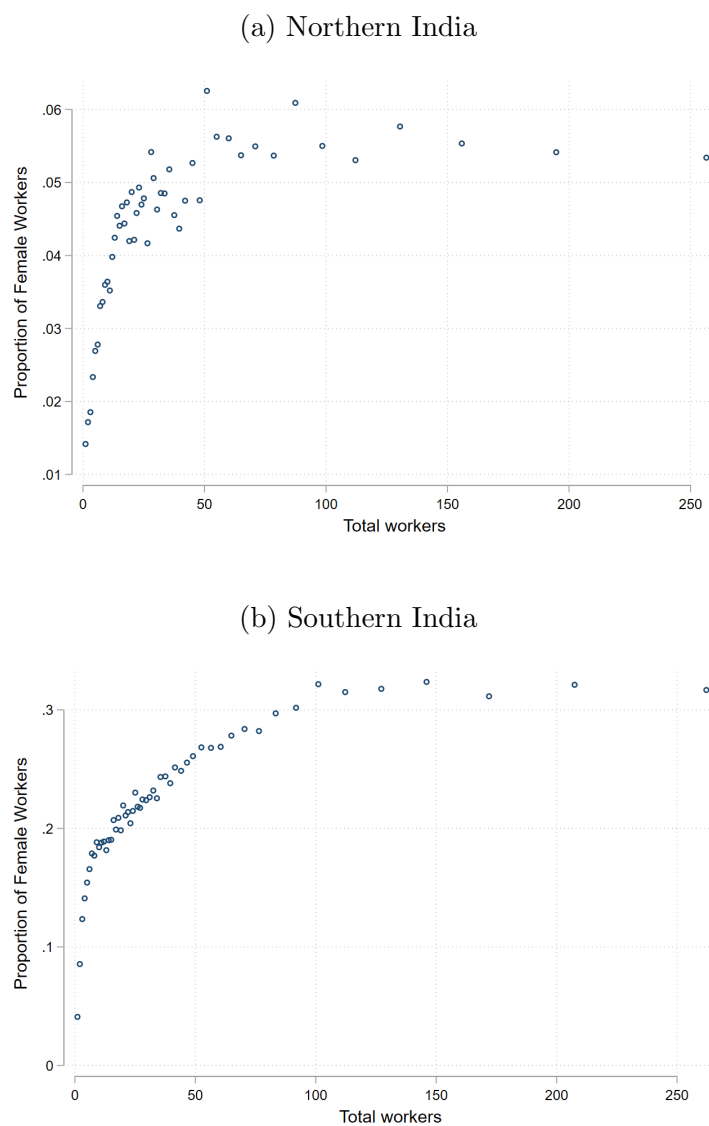 (a) Northern India
.06
.05
.04
.03
.02
.01
Proportion of Female Workers
0 50 100 150 200 250
Total workers
(b) Southern India
.3
.2
.1
0
Proportion of Female Workers
0 50 100 150 200 250
Total workers